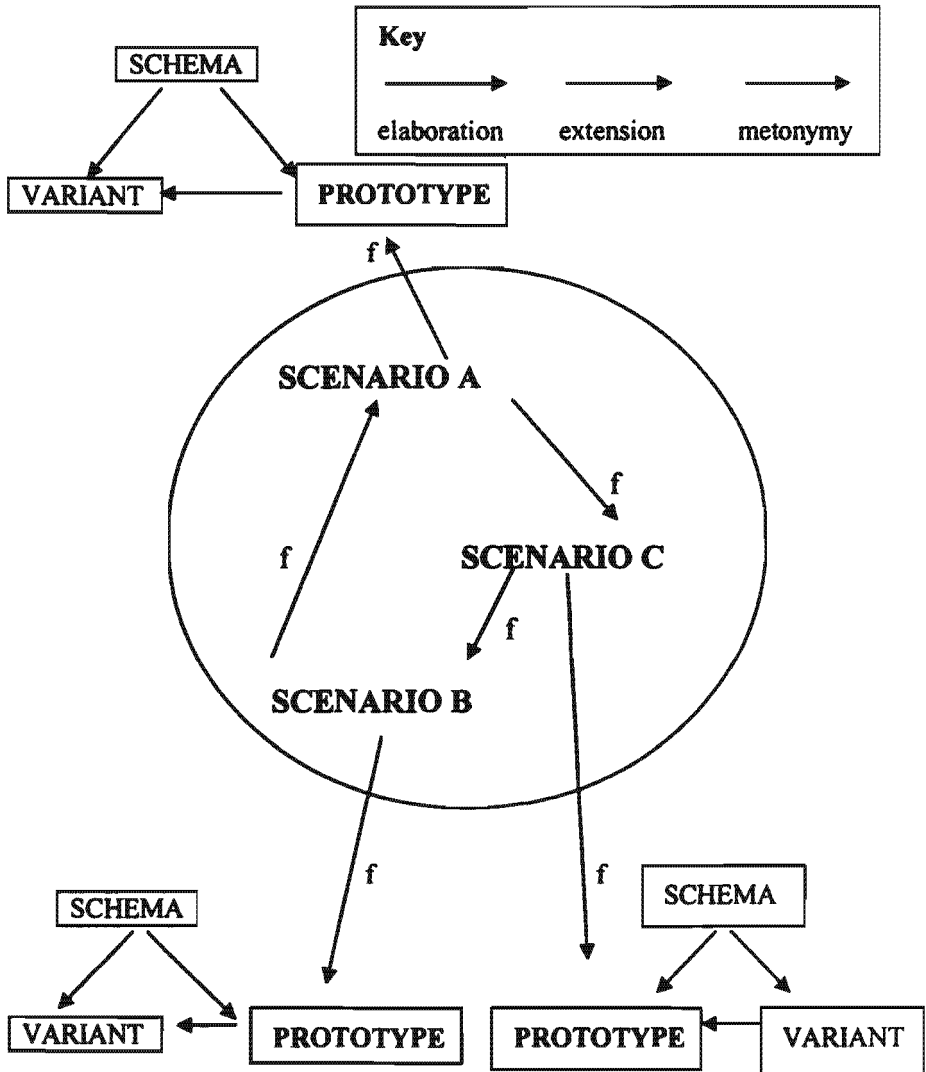 Key
elaboration extension metonymy
SCHEMA
VARIANT PROTOTYPE
f
SCENARIO A
f
f
SCENARIO C
f
SCENARIO B
f
f
SCHEMA
SCHEMA
VARIANT PROTOTYPE
PROTOTYPE VARIANT